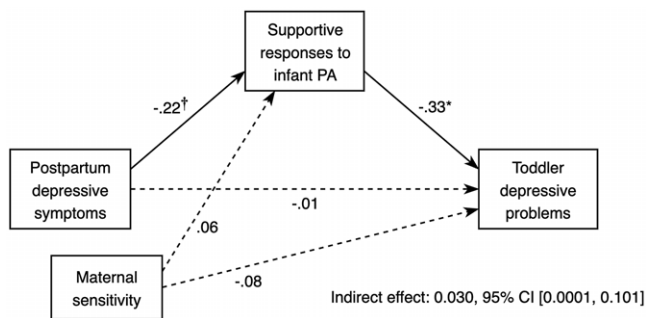 Supportive
responses to
infant PA
-.22†
-.33*
Postpartum
depressive
symptoms
Toddler
depressive
problems
-.01
.06
-.08
Maternal
sensitivity
Indirect effect: 0.030, 95% CI [0.0001, 0.101]